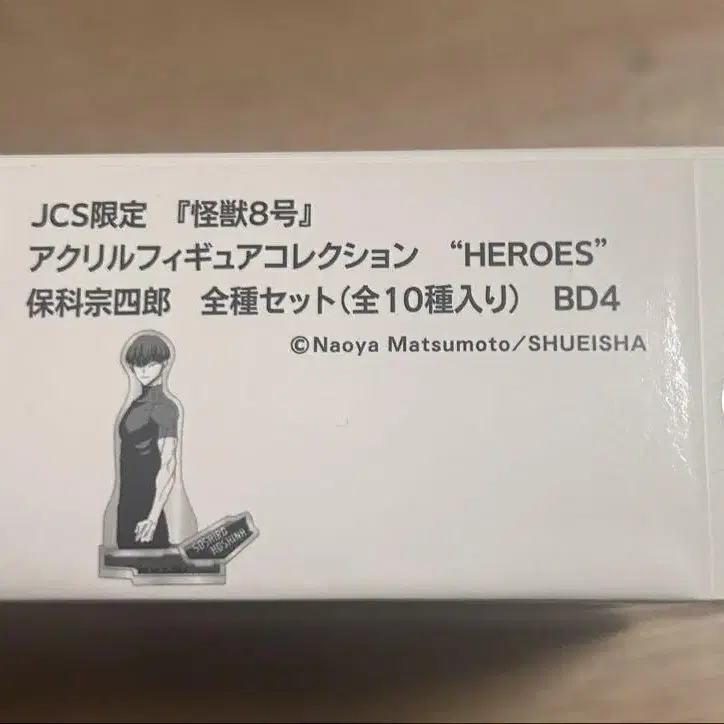 JCS限定　『怪獣8号』
アクリルフィギュアコレクション　“HEROES”
保科宗四郎　全種セット（全10種入り）　BD4
©Naoya Matsumoto/SHUEISHA
SOSHIRO
HOSHINA